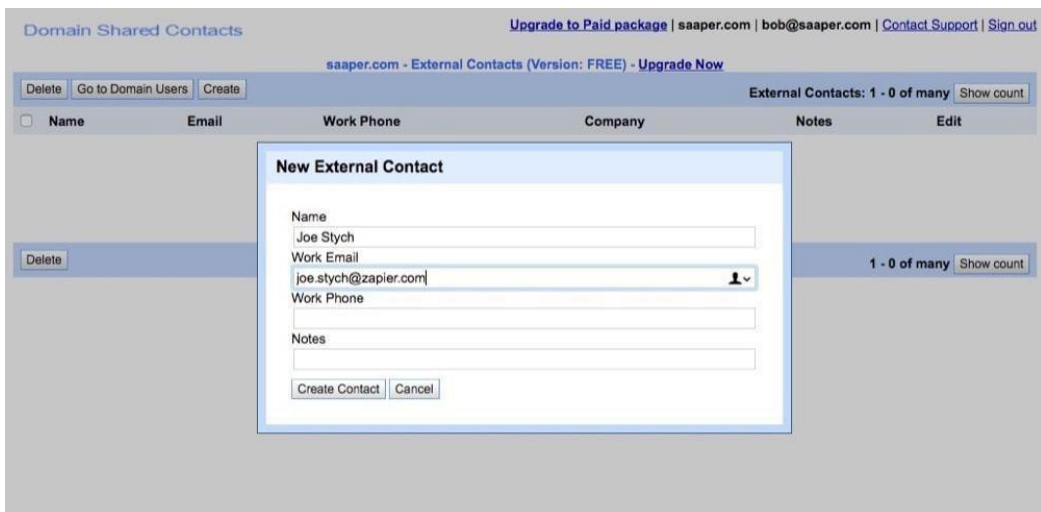 Domain Shared Contacts
Upgrade to Paid package | saaper.com | bob@saaper.com | Contact Support | Sign out
saaper.com - External Contacts (Version: FREE) - Upgrade Now
Delete Go to Domain Users Create External Contacts: 1 - 0 of many Show count
Name Email Work Phone Company Notes Edit
New External Contact
Name
Joe Stych
Work Email
joe.stych@zapier.com
Work Phone
Notes
Create Contact Cancel
Delete 1 - 0 of many Show count